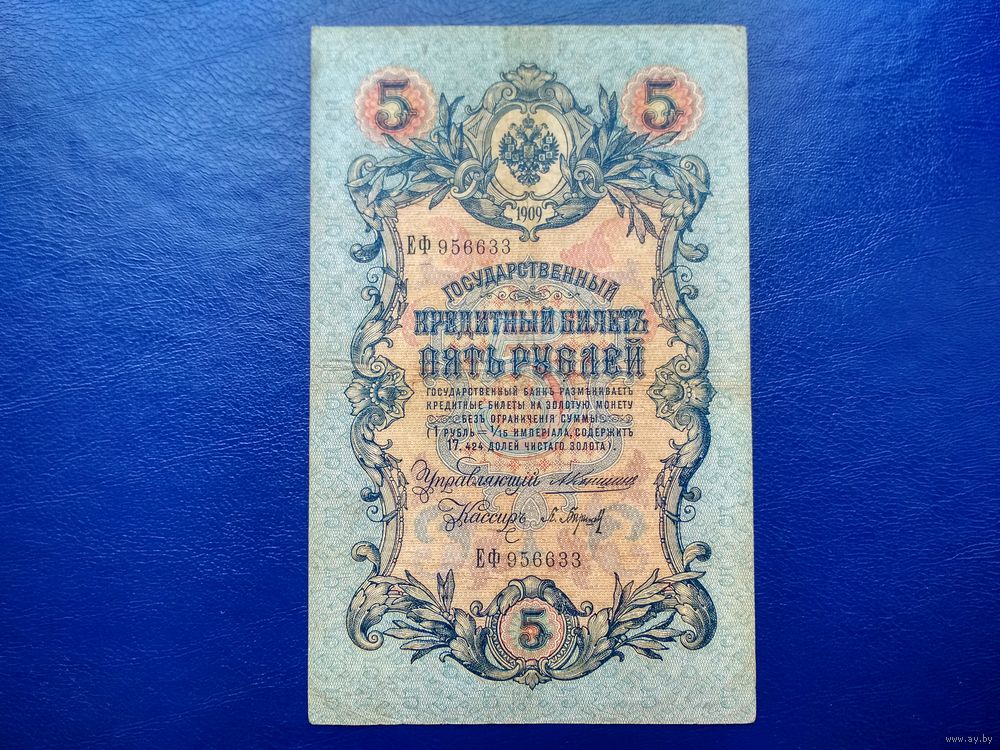 5 5
1909
ЕФ 956633
ГОСУДАРСТВЕННЫЙ
КРЕДИТНЫЙ БИЛЕТЪ
ПЯТЬ РУБЛЕЙ
ГОСУДАРСТВЕННЫЙ БАНКЪ РАЗМѢНИВАЕТЪ
КРЕДИТНЫЕ БИЛЕТЫ НА ЗОЛОТУЮ МОНЕТУ
БЕЗЪ ОГРАНИЧЕНІЯ СУММЫ
(1 РУБЛЬ = 1/15 ИМПЕРІАЛА, СОДЕРЖИТЪ
17,424 ДОЛЕЙ ЧИСТАГО ЗОЛОТА).
Управляющій
Кассиръ
ЕФ 956633
5
www.ay.by